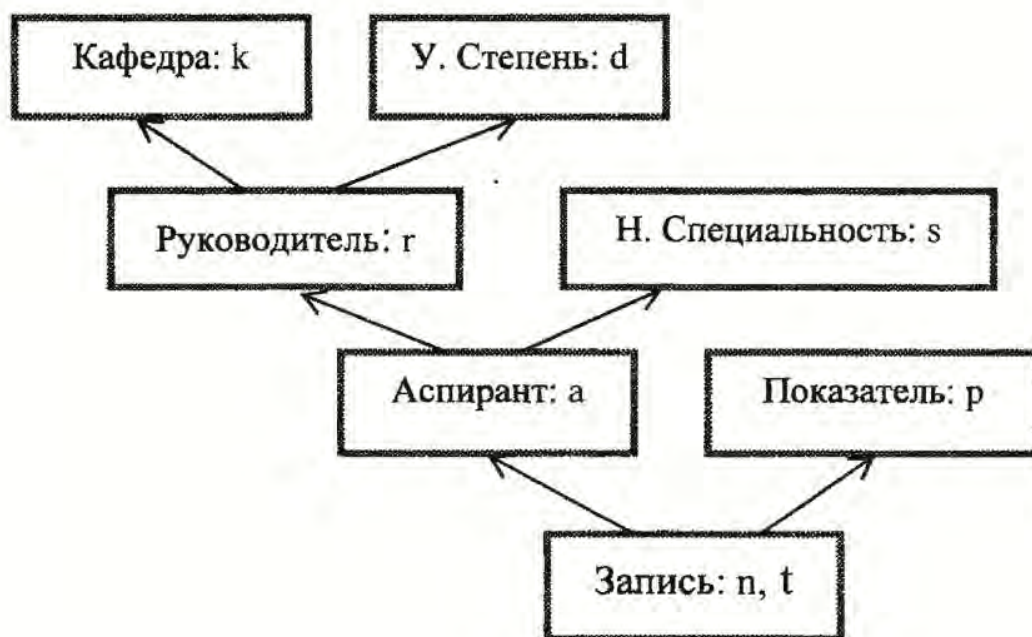 Кафедра: k
У. Степень: d
Руководитель: r
Н. Специальность: s
Аспирант: a
Показатель: p
Запись: n, t